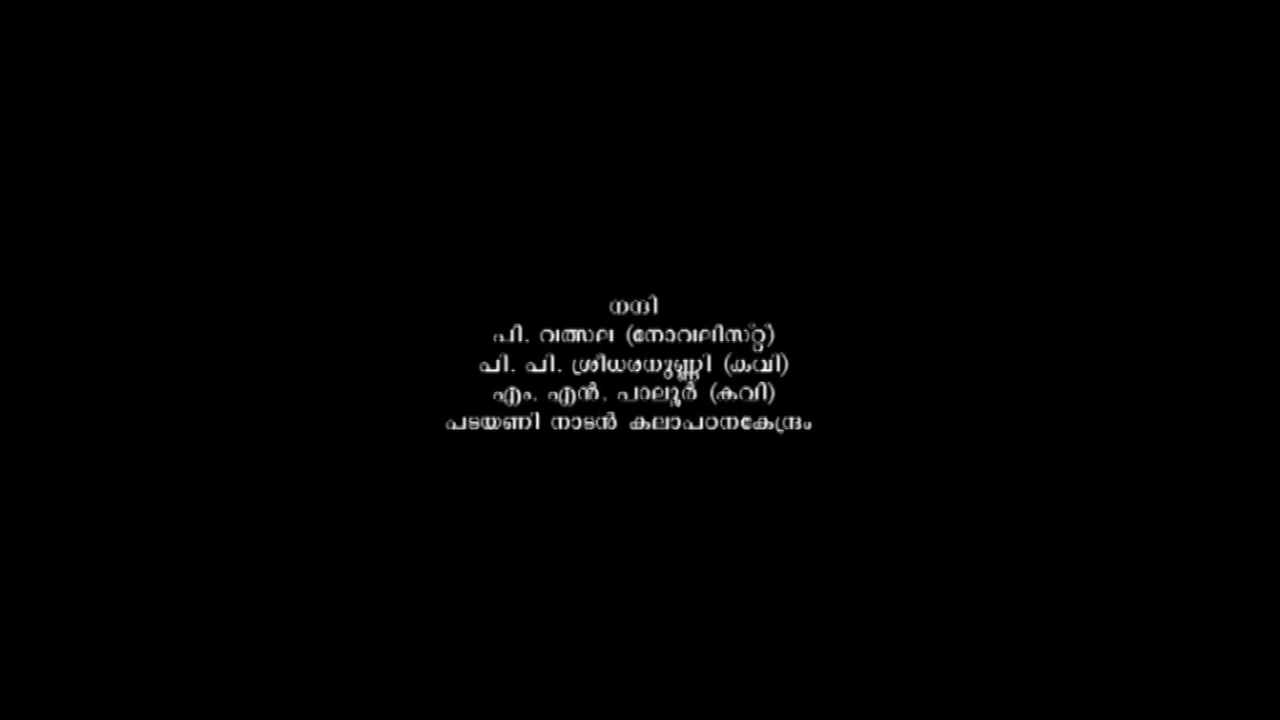 നന്ദി
പി. വത്സല (നോവലിസ്റ്റ്)
പി. പി. ശ്രീധരനുണ്ണി (കവി)
എം. എൻ. പാലൂർ (കവി)
പടയണി നാടൻ കലാപഠനകേന്ദ്രം